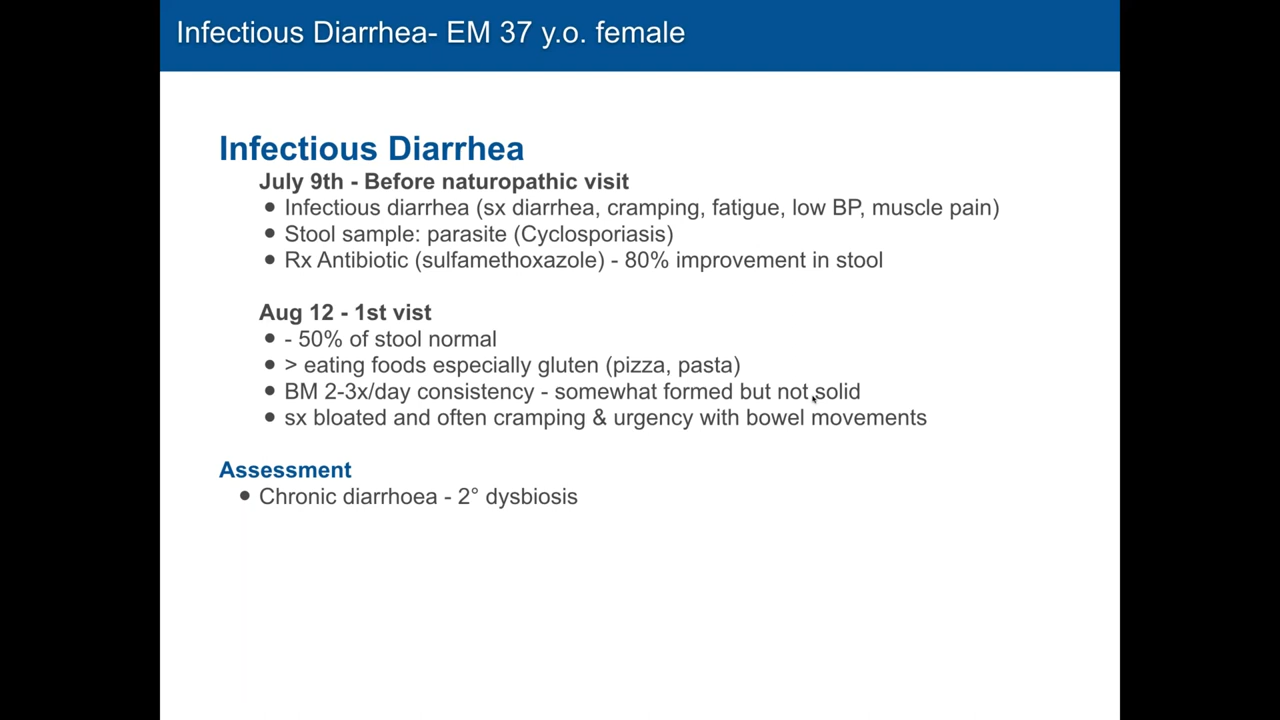 Infectious Diarrhea- EM 37 y.o. female
Infectious Diarrhea
July 9th - Before naturopathic visit
• Infectious diarrhea (sx diarrhea, cramping, fatigue, low BP, muscle pain)
• Stool sample: parasite (Cyclosporiasis)
• Rx Antibiotic (sulfamethoxazole) - 80% improvement in stool
Aug 12 - 1st vist
• - 50% of stool normal
• > eating foods especially gluten (pizza, pasta)
• BM 2-3x/day consistency - somewhat formed but not solid
• sx bloated and often cramping & urgency with bowel movements
Assessment
• Chronic diarrhoea - 2° dysbiosis